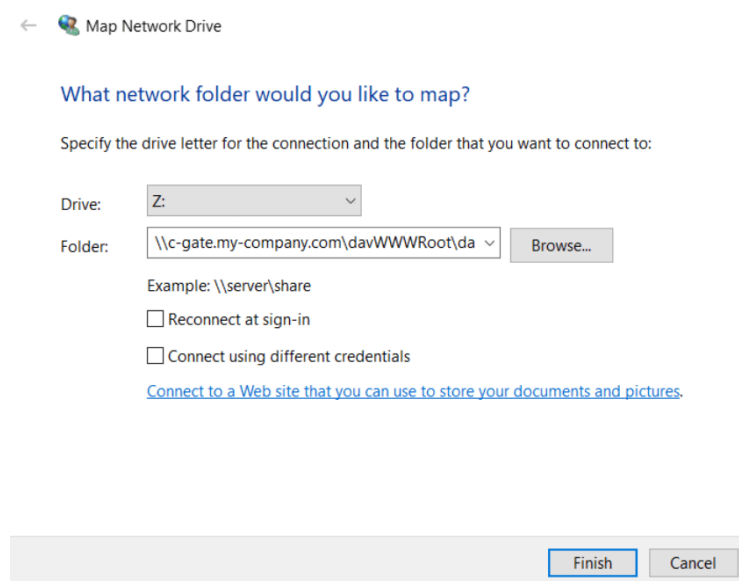 Map Network Drive
What network folder would you like to map?
Specify the drive letter for the connection and the folder that you want to connect to:
Drive: Z:
Folder: \\c-gate.my-company.com\davWWWRoot\da Browse...
Example: \\server\share
Reconnect at sign-in
Connect using different credentials
Connect to a Web site that you can use to store your documents and pictures.
Finish Cancel